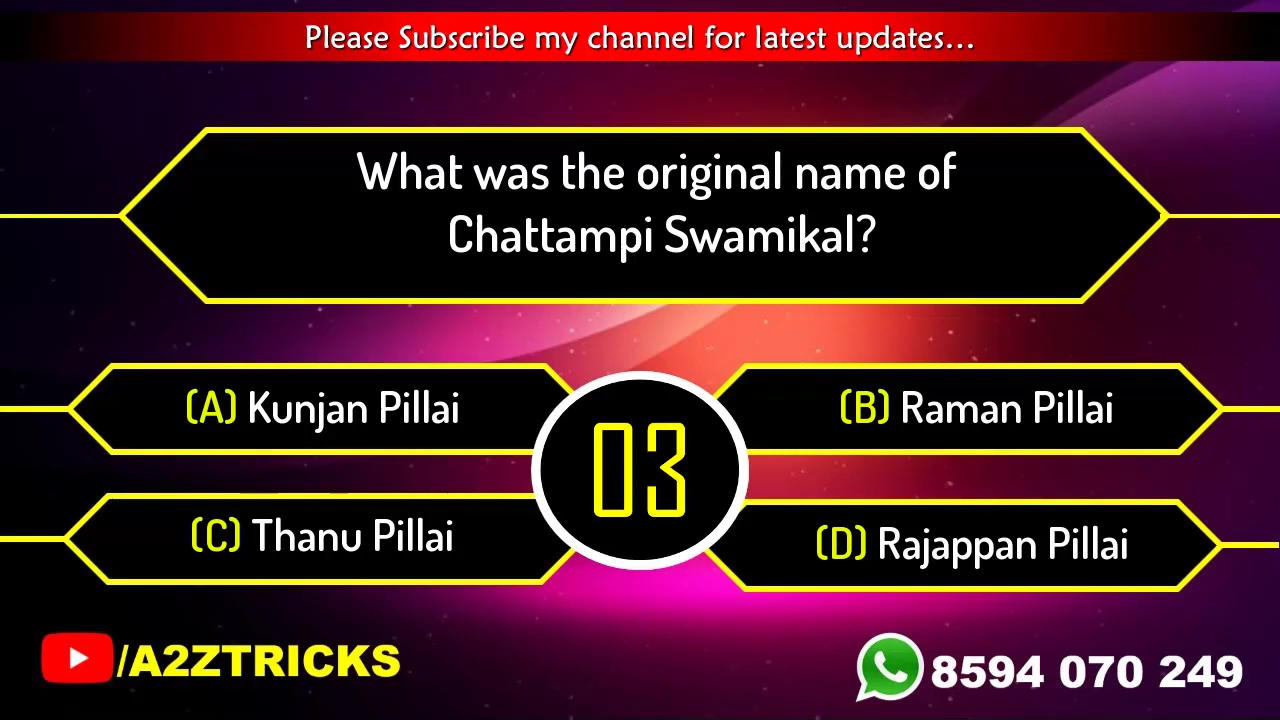 Please Subscribe my channel for latest updates...
What was the original name of
Chattampi Swamikal?
(A) Kunjan Pillai
(B) Raman Pillai
03
(C) Thanu Pillai
(D) Rajappan Pillai
/A2ZTRICKS
8594 070 249